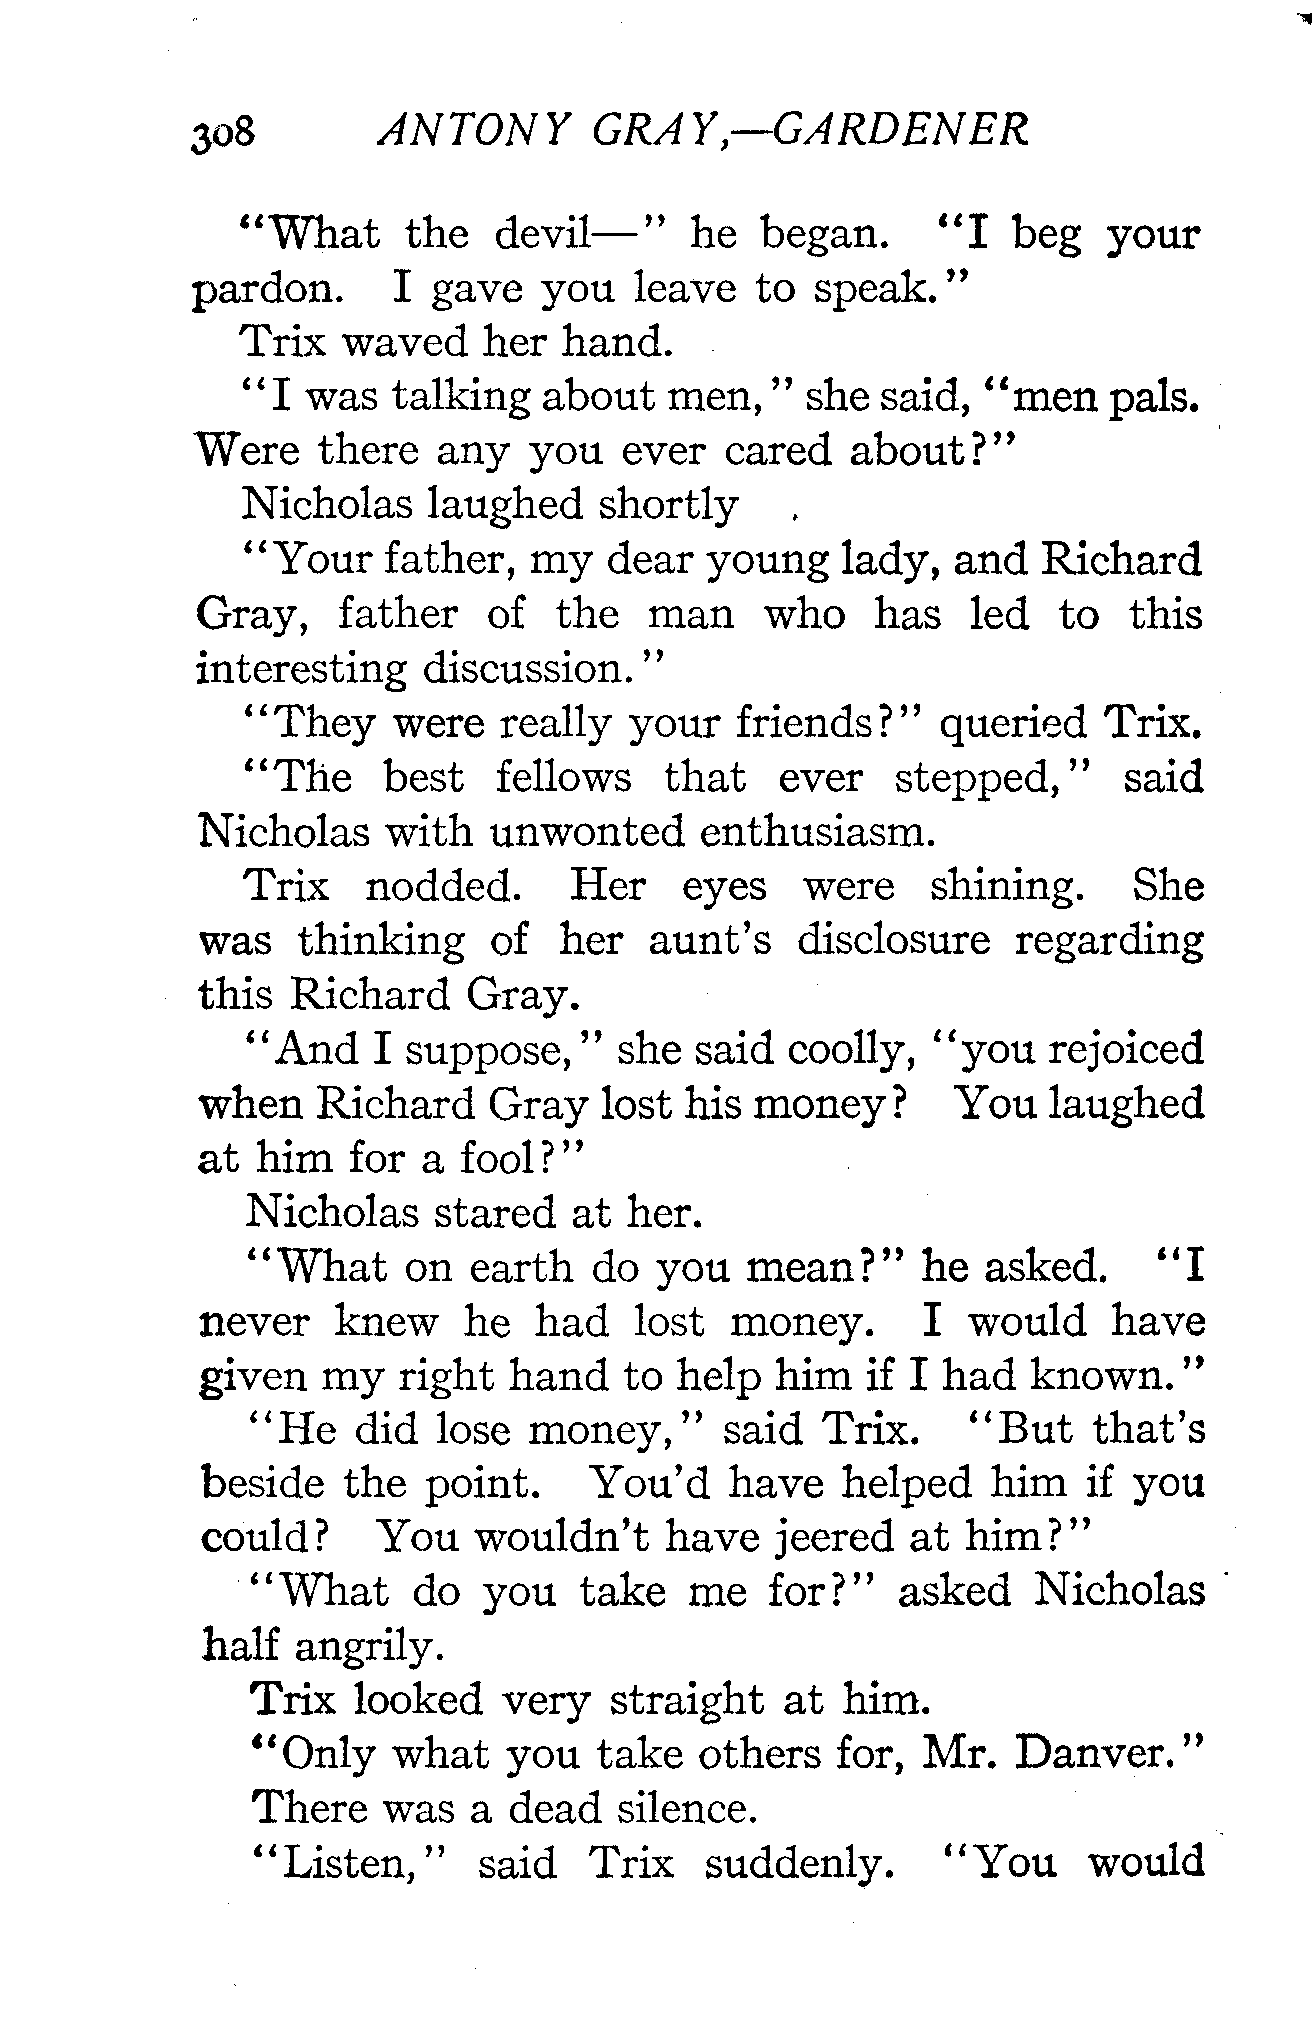 308 ANTONY GRAY,—GARDENER
"What the devil—" he began. "I beg your
pardon. I gave you leave to speak."
Trix waved her hand.
"I was talking about men," she said, "men pals.
Were there any you ever cared about?"
Nicholas laughed shortly .
"Your father, my dear young lady, and Richard
Gray, father of the man who has led to this
interesting discussion."
"They were really your friends?" queried Trix.
"The best fellows that ever stepped," said
Nicholas with unwonted enthusiasm.
Trix nodded. Her eyes were shining. She
was thinking of her aunt's disclosure regarding
this Richard Gray.
"And I suppose," she said coolly, "you rejoiced
when Richard Gray lost his money? You laughed
at him for a fool?"
Nicholas stared at her.
"What on earth do you mean?" he asked. "I
never knew he had lost money. I would have
given my right hand to help him if I had known."
"He did lose money," said Trix. "But that's
beside the point. You'd have helped him if you
could? You wouldn't have jeered at him?"
"What do you take me for?" asked Nicholas
half angrily.
Trix looked very straight at him.
"Only what you take others for, Mr. Danver."
There was a dead silence.
"Listen," said Trix suddenly. "You would